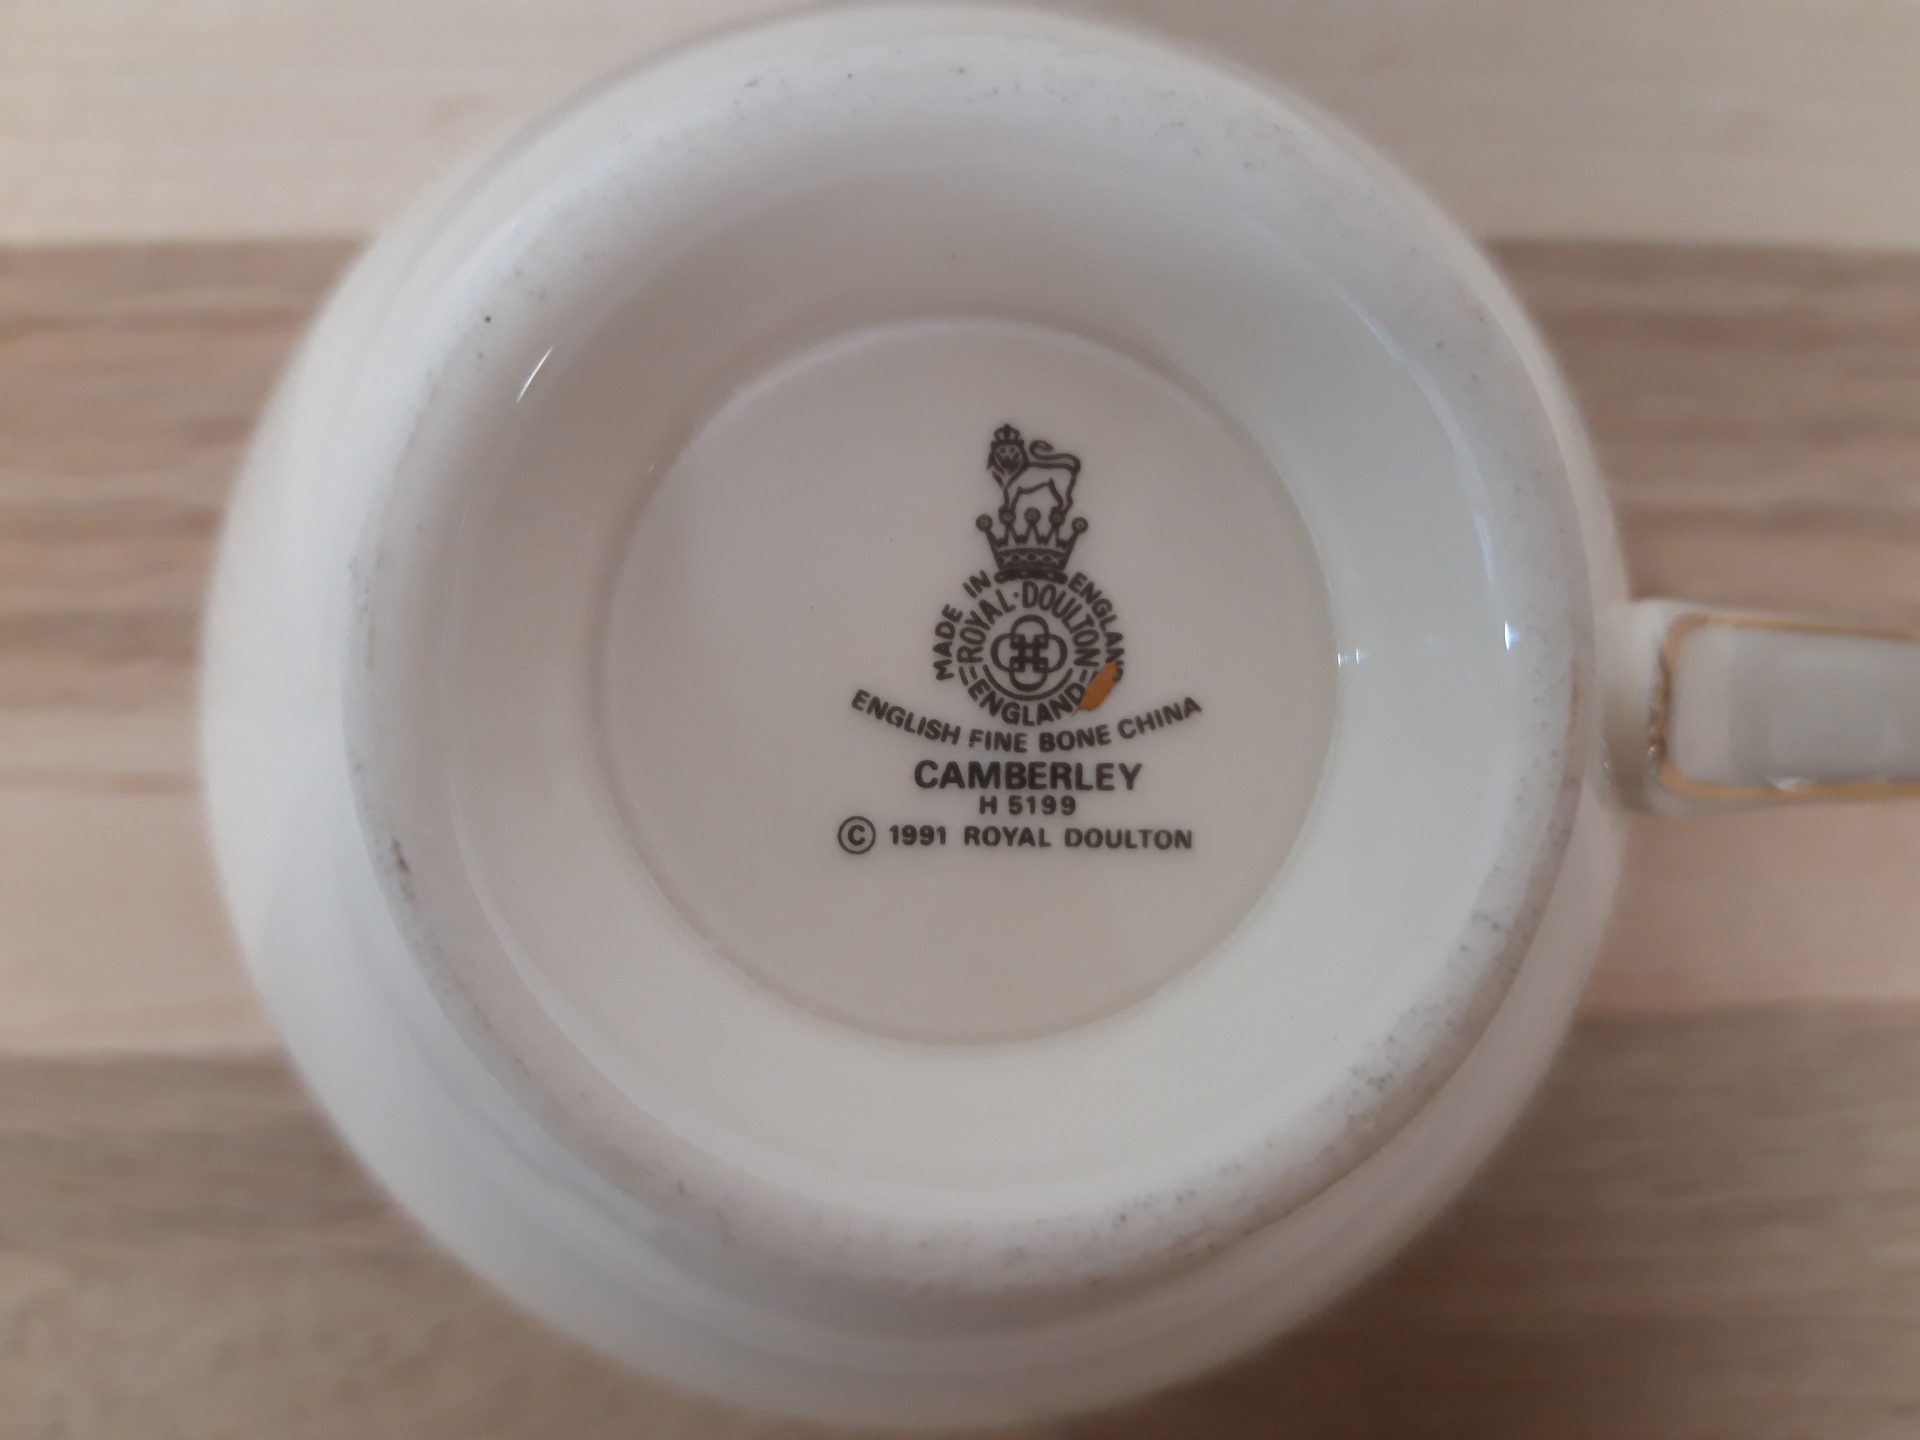 MADE IN ENGLAND
ROYAL·DOULTON
ENGLAND
ENGLISH FINE BONE CHINA
CAMBERLEY
H 5199
© 1991 ROYAL DOULTON